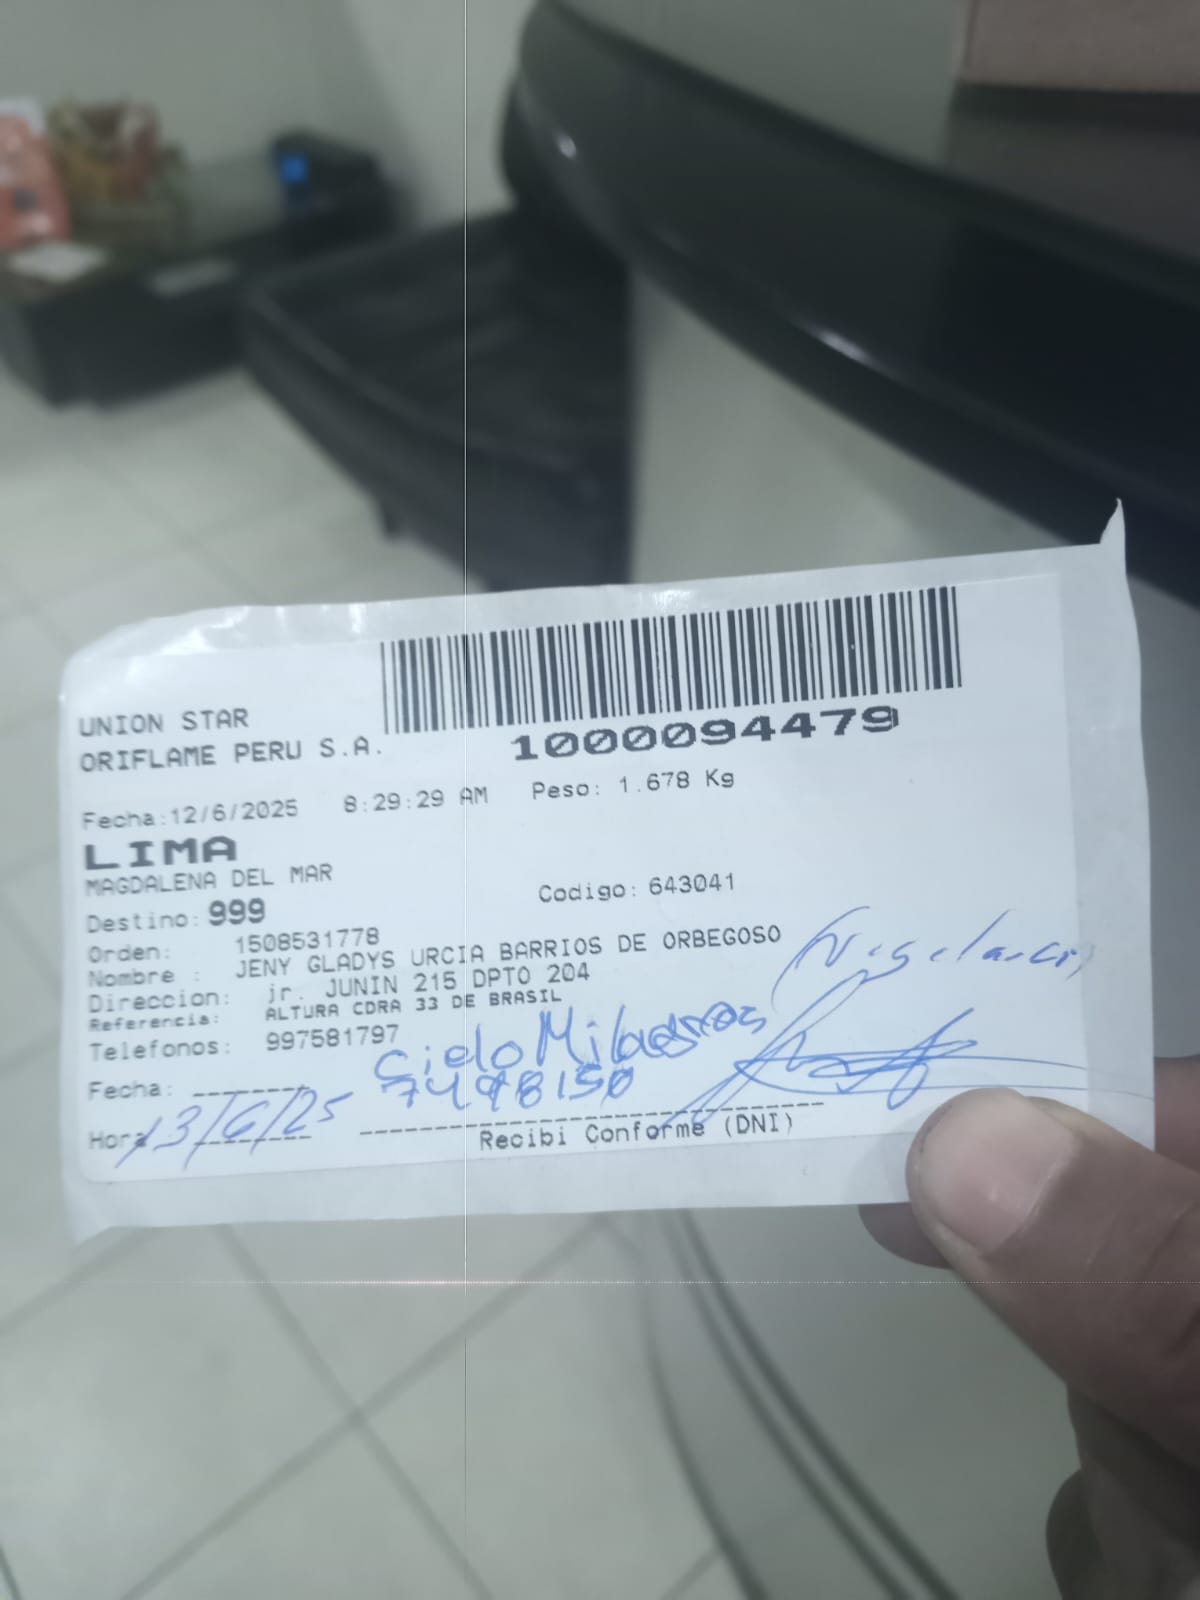 UNION STAR
ORIFLAME PERU S.A.
1000094479
Fecha:12/6/2025 8:29:29 AM Peso: 1.678 Kg
LIMA
MAGDALENA DEL MAR
Codigo: 643041
Destino: 999
Orden: 1508531778
Nombre : JENY GLADYS URCIA BARRIOS DE ORBEGOSO
Direccion: jr. JUNIN 215 DPTO 204
Referencia: ALTURA CDRA 33 DE BRASIL
Telefonos: 997581797
Cielo Milagros
Fecha:
13/6/25
Hora
Recibi Conforme (DNI)